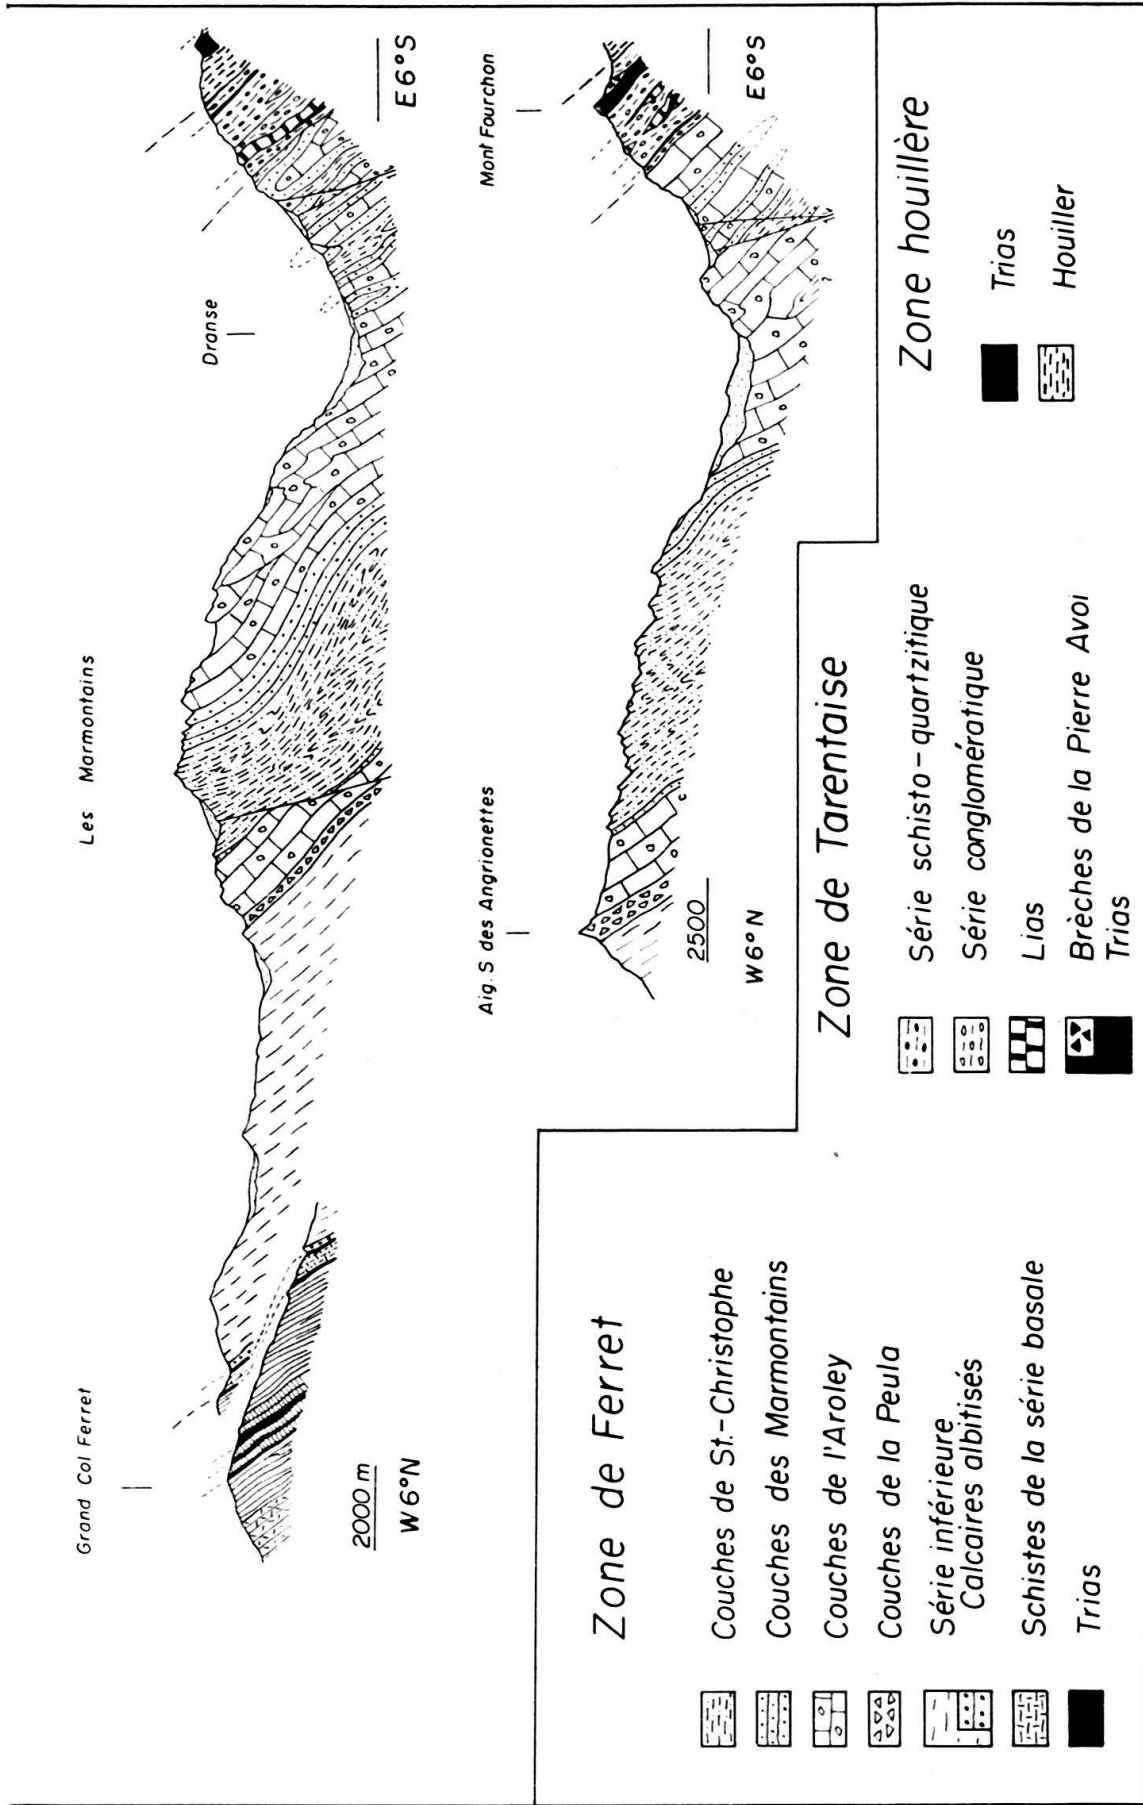 Grand Col Ferret
Les Marmontains
Dranse
2000 m
W6°N
E6°S
Aig. S des Angrionettes
Mont Fourchon
2500
W6°N
E6°S
Zone de Ferret
Couches de St.-Christophe
Couches des Marmontains
Couches de l'Aroley
Couches de la Peula
Série inférieure
Calcaires albitisés
Schistes de la série basale
Trias
Zone de Tarentaise
Série schisto-quartzitique
Série conglomératique
Lias
Brèches de la Pierre Avoi
Trias
Zone houillère
Trias
Houiller